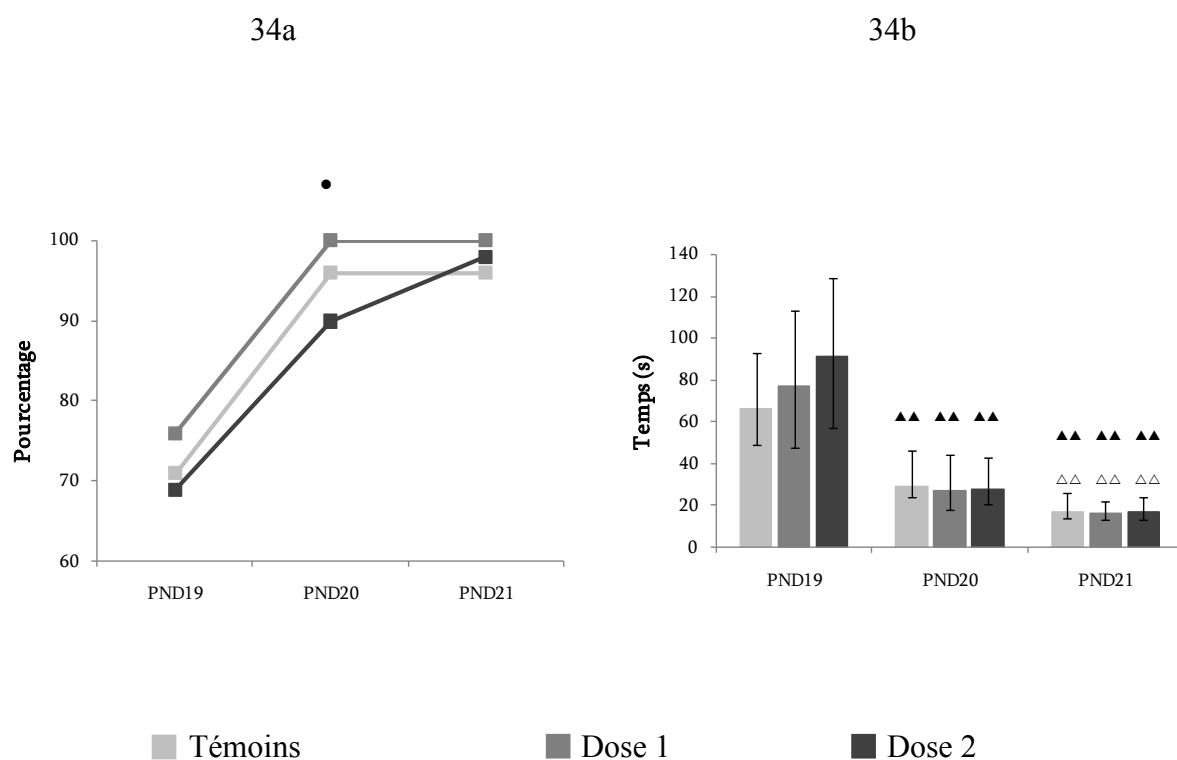 34a
34b
Pourcentage
100
90
80
70
60
PND19
PND20
PND21
•
Temps (s)
140
120
100
80
60
40
20
0
▲▲ ▲▲ ▲▲
▲▲ ▲▲ ▲▲
△△ △△ △△
PND19
PND20
PND21
Témoins
Dose 1
Dose 2